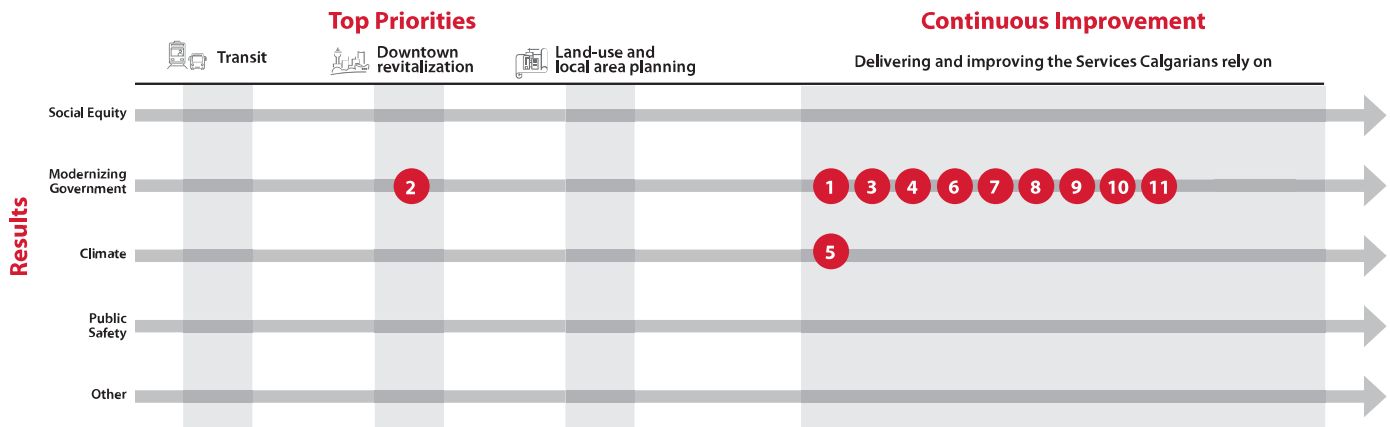 Top Priorities
Continuous Improvement
Transit
Downtown
revitalization
Land-use and
local area planning
Delivering and improving the Services Calgarians rely on
Results
Social Equity
Modernizing
Government
2
1 3 4 6 7 8 9 10 11
Climate
5
Public
Safety
Other